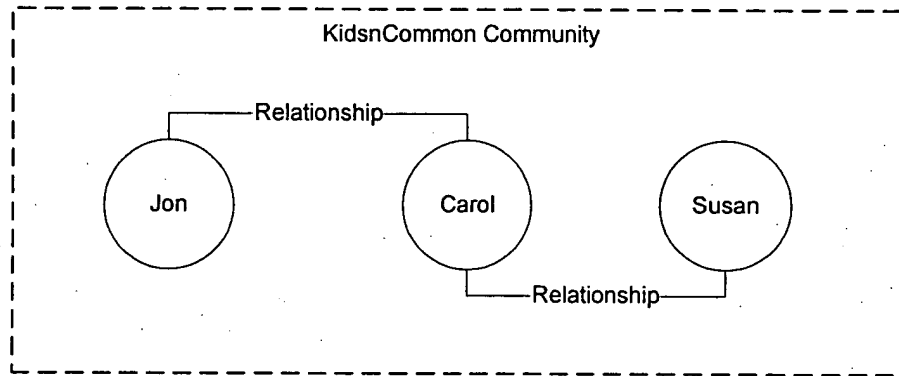 KidsnCommon Community
Relationship
Jon
Carol
Susan
Relationship